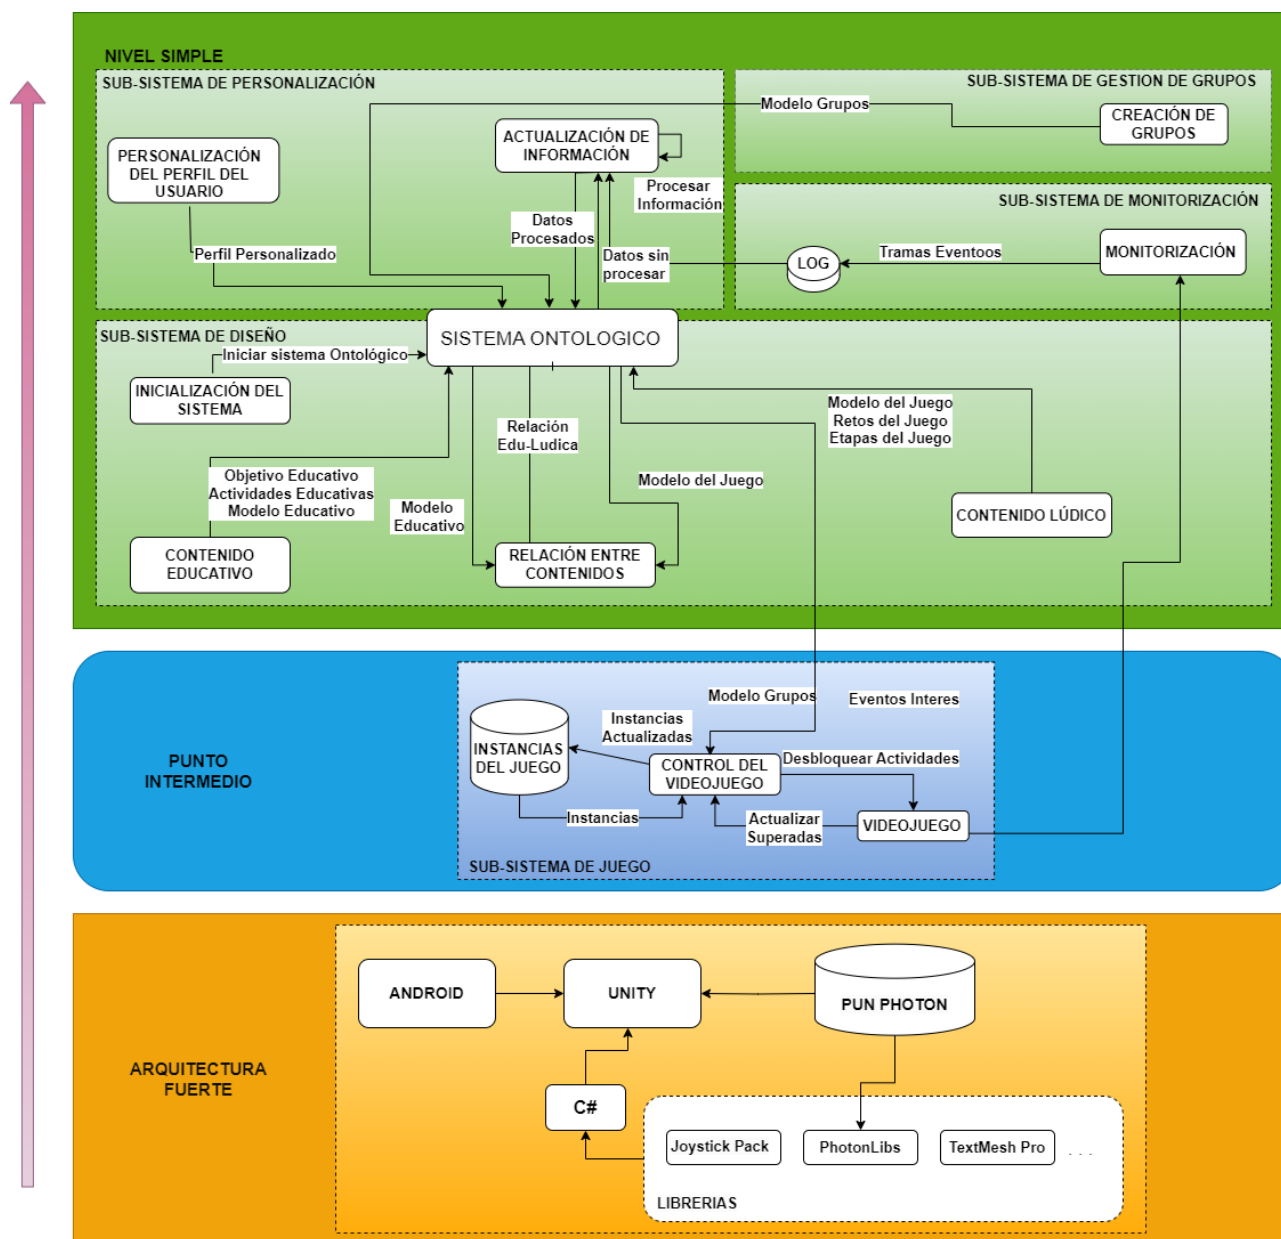 NIVEL SIMPLE
SUB-SISTEMA DE PERSONALIZACIÓN
SUB-SISTEMA DE GESTION DE GRUPOS
Modelo Grupos
CREACIÓN DE
GRUPOS
ACTUALIZACIÓN DE
INFORMACIÓN
PERSONALIZACIÓN
DEL PERFIL DEL
USUARIO
Procesar
Información
SUB-SISTEMA DE MONITORIZACIÓN
Datos
Procesados
Perfil Personalizado
Datos sin
procesar
LOG
Tramas Eventoos
MONITORIZACIÓN
SUB-SISTEMA DE DISEÑO
SISTEMA ONTOLOGICO
Iniciar sistema Ontológico
INICIALIZACIÓN DEL
SISTEMA
Relación
Edu-Ludica
Modelo del Juego
Retos del Juego
Etapas del Juego
Objetivo Educativo
Actividades Educativas
Modelo Educativo
Modelo
Educativo
Modelo del Juego
CONTENIDO LÚDICO
CONTENIDO
EDUCATIVO
RELACIÓN ENTRE
CONTENIDOS
PUNTO
INTERMEDIO
Modelo Grupos
Eventos Interes
Instancias
Actualizadas
INSTANCIAS
DEL JUEGO
CONTROL DEL
VIDEOJUEGO
Desbloquear Actividades
Instancias
Actualizar
Superadas
VIDEOJUEGO
SUB-SISTEMA DE JUEGO
ARQUITECTURA
FUERTE
ANDROID
UNITY
PUN PHOTON
C#
Joystick Pack
PhotonLibs
TextMesh Pro
. . .
LIBRERIAS